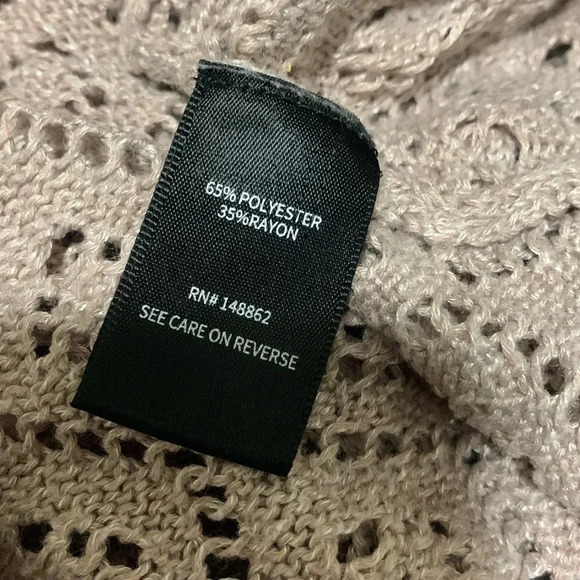 65% POLYESTER
35%RAYON
RN# 148862
SEE CARE ON REVERSE